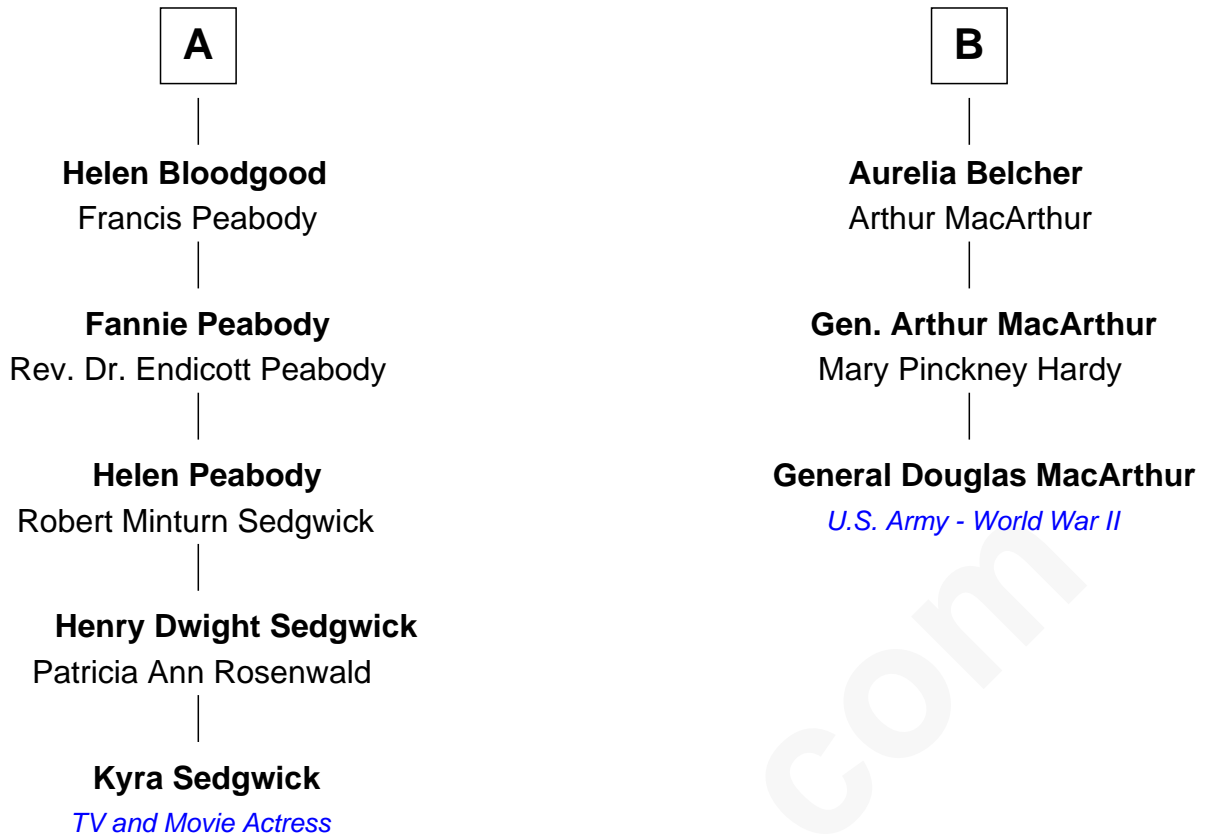 A
Helen Bloodgood
Francis Peabody
Fannie Peabody
Rev. Dr. Endicott Peabody
Helen Peabody
Robert Minturn Sedgwick
Henry Dwight Sedgwick
Patricia Ann Rosenwald
Kyra Sedgwick
TV and Movie Actress
B
Aurelia Belcher
Arthur MacArthur
Gen. Arthur MacArthur
Mary Pinckney Hardy
General Douglas MacArthur
U.S. Army - World War II
com